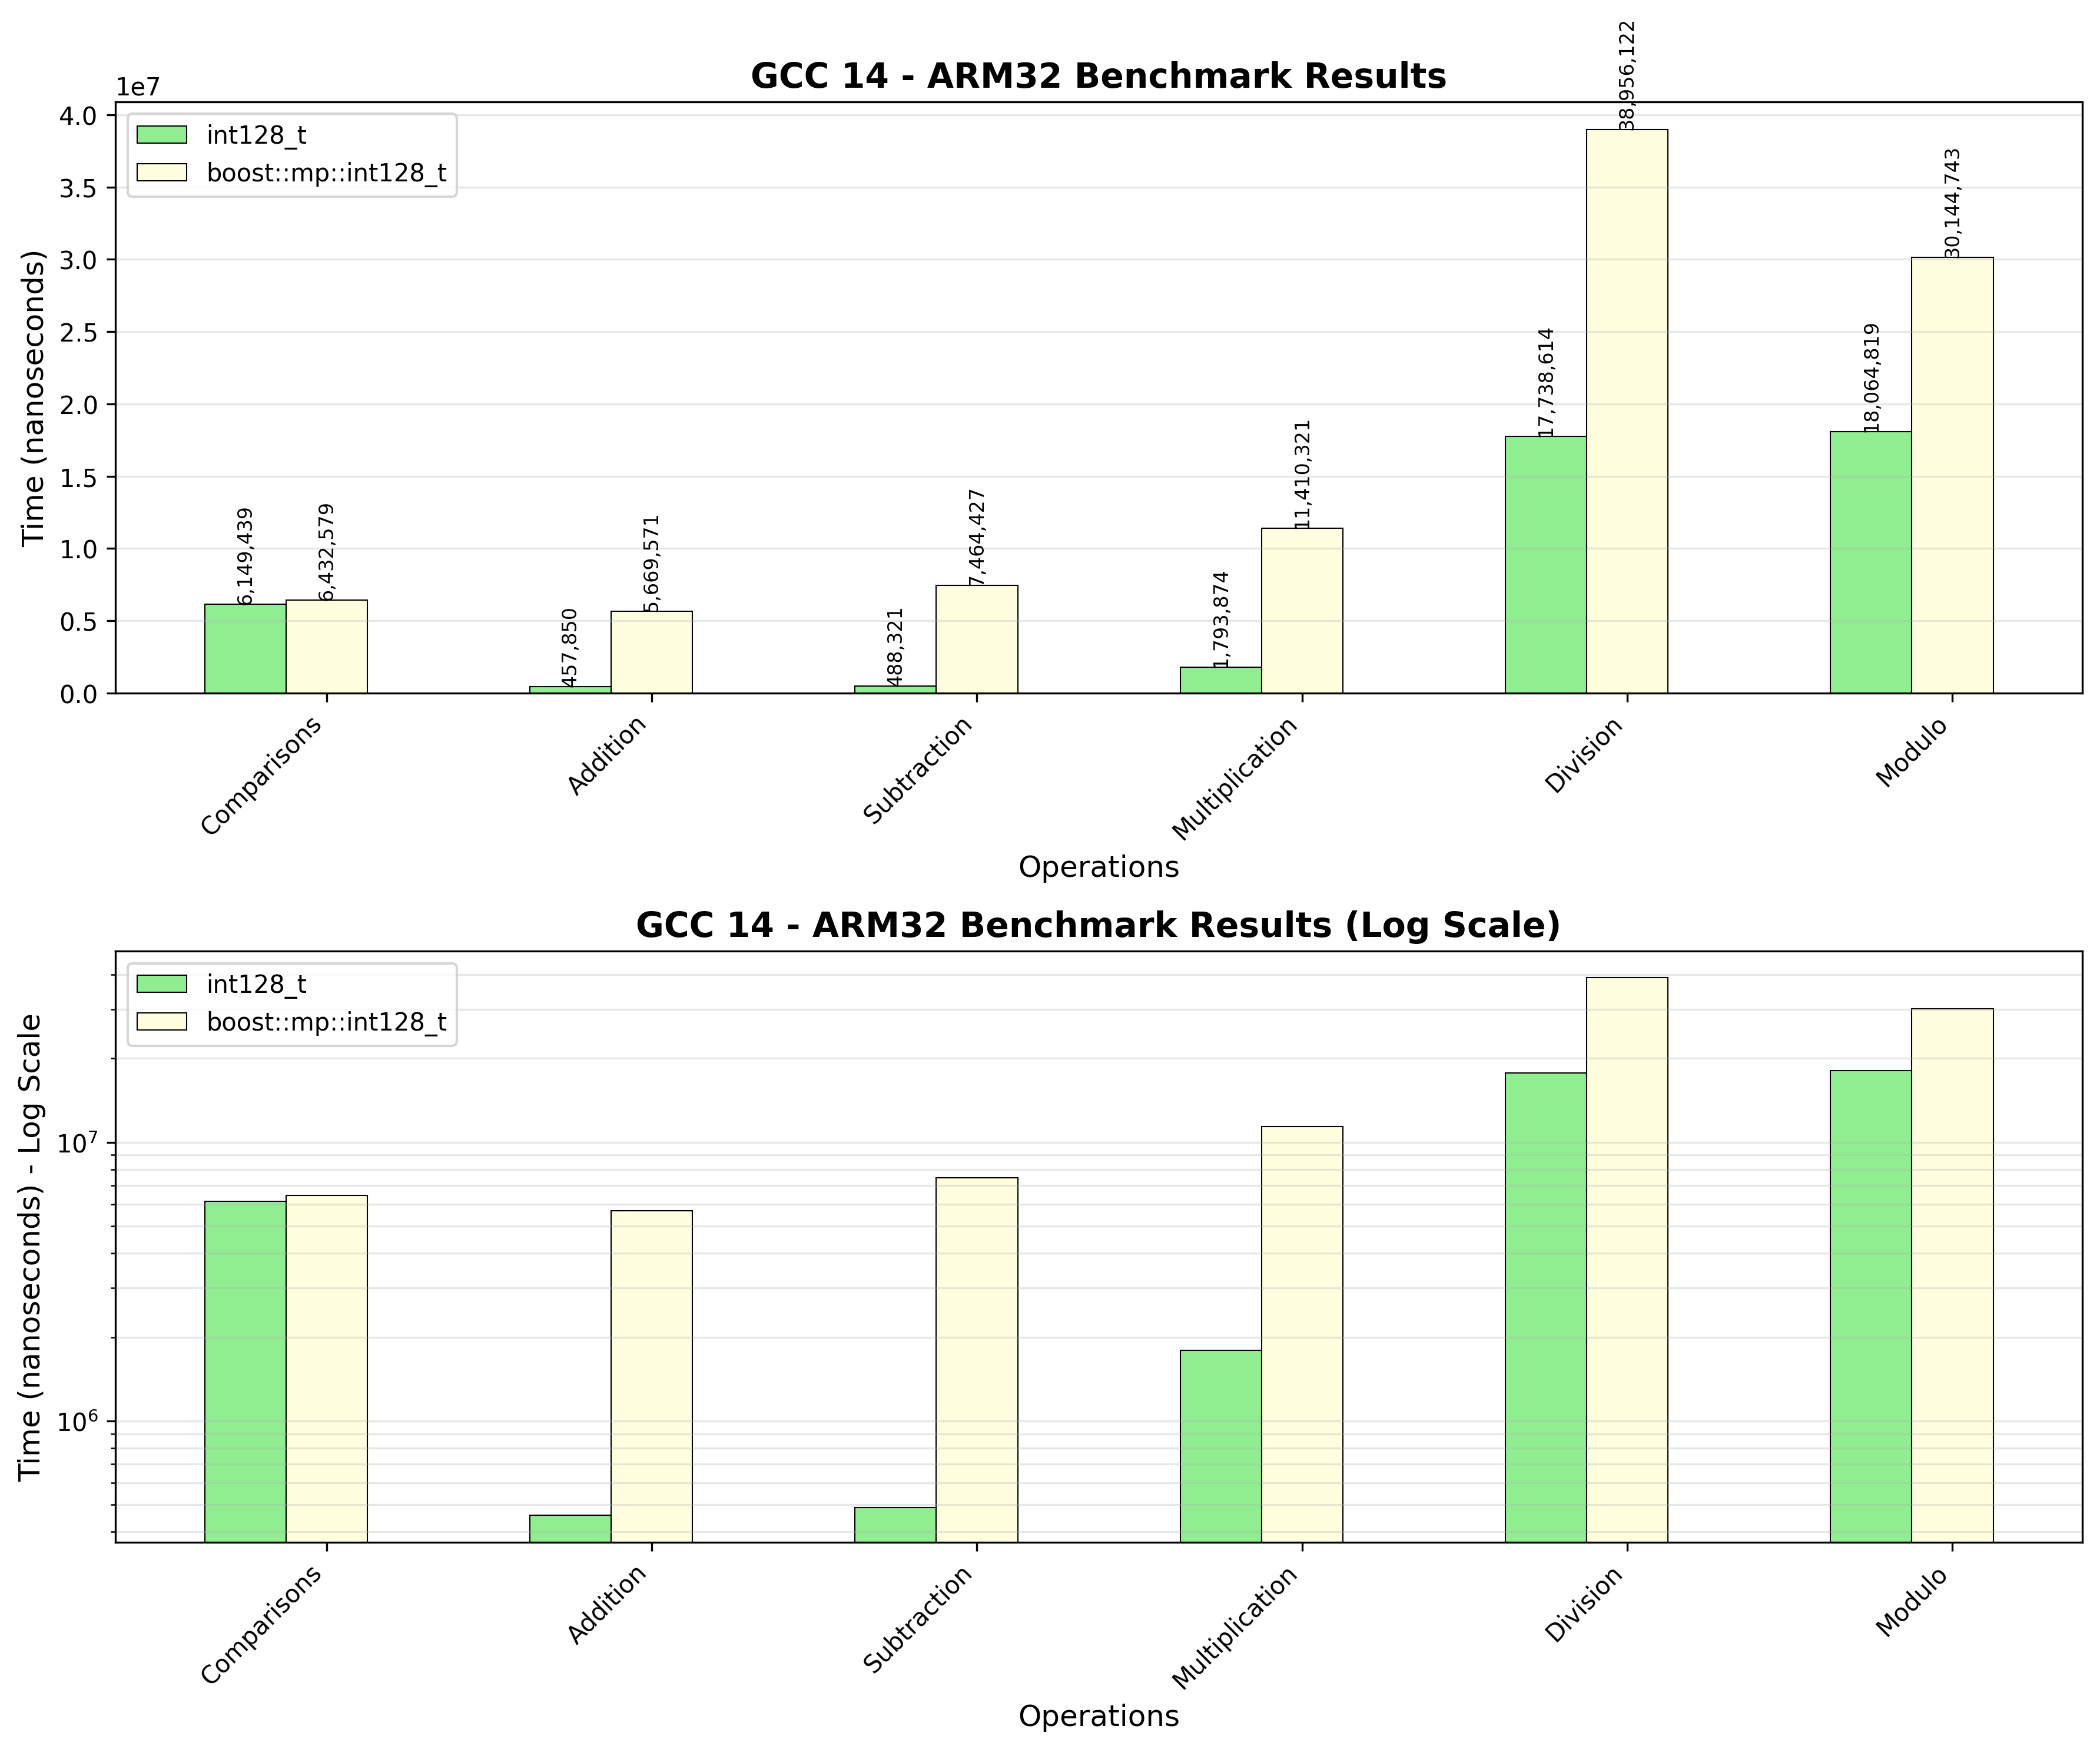 GCC 14 - ARM32 Benchmark Results
1e7
int128_t
boost::mp::int128_t
Time (nanoseconds)
4.0
3.5
3.0
2.5
2.0
1.5
1.0
0.5
0.0
6,149,439
6,432,579
457,850
5,669,571
488,321
7,464,427
1,793,874
11,410,321
17,738,614
38,956,122
18,064,819
30,144,743
Comparisons
Addition
Subtraction
Multiplication
Division
Modulo
Operations
GCC 14 - ARM32 Benchmark Results (Log Scale)
int128_t
boost::mp::int128_t
Time (nanoseconds) - Log Scale
10⁷
10⁶
Comparisons
Addition
Subtraction
Multiplication
Division
Modulo
Operations